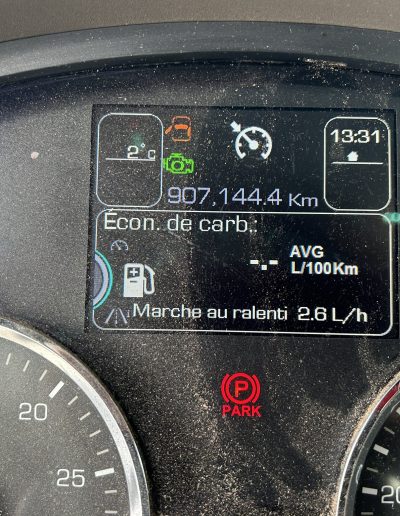 2°C
13:31
907,144.4 Km
Écon. de carb.:
-.- AVG
L/100Km
Marche au ralenti 2.6 L/h
P
PARK
20
25
20